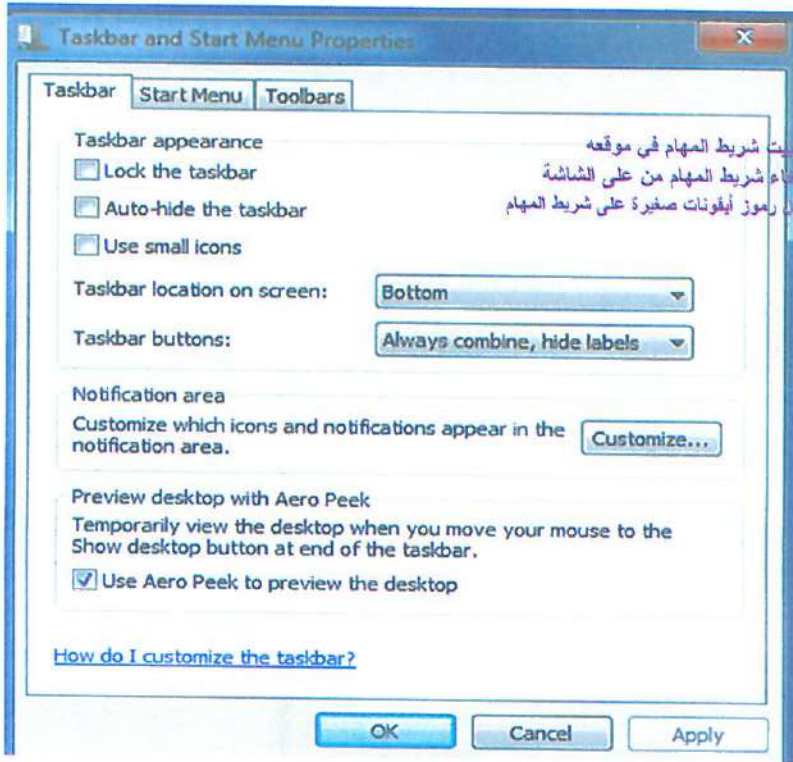 Taskbar and Start Menu Properties
Taskbar
Start Menu
Toolbars
Taskbar appearance
شريط المهام في موقعه
Lock the taskbar
شريط المهام من على الشاشة
Auto-hide the taskbar
رموز أيقونات صغيرة على شريط المهام
Use small icons
Taskbar location on screen:
Bottom
Taskbar buttons:
Always combine, hide labels
Notification area
Customize which icons and notifications appear in the
notification area.
Customize...
Preview desktop with Aero Peek
Temporarily view the desktop when you move your mouse to the
Show desktop button at end of the taskbar.
Use Aero Peek to preview the desktop
How do I customize the taskbar?
OK
Cancel
Apply